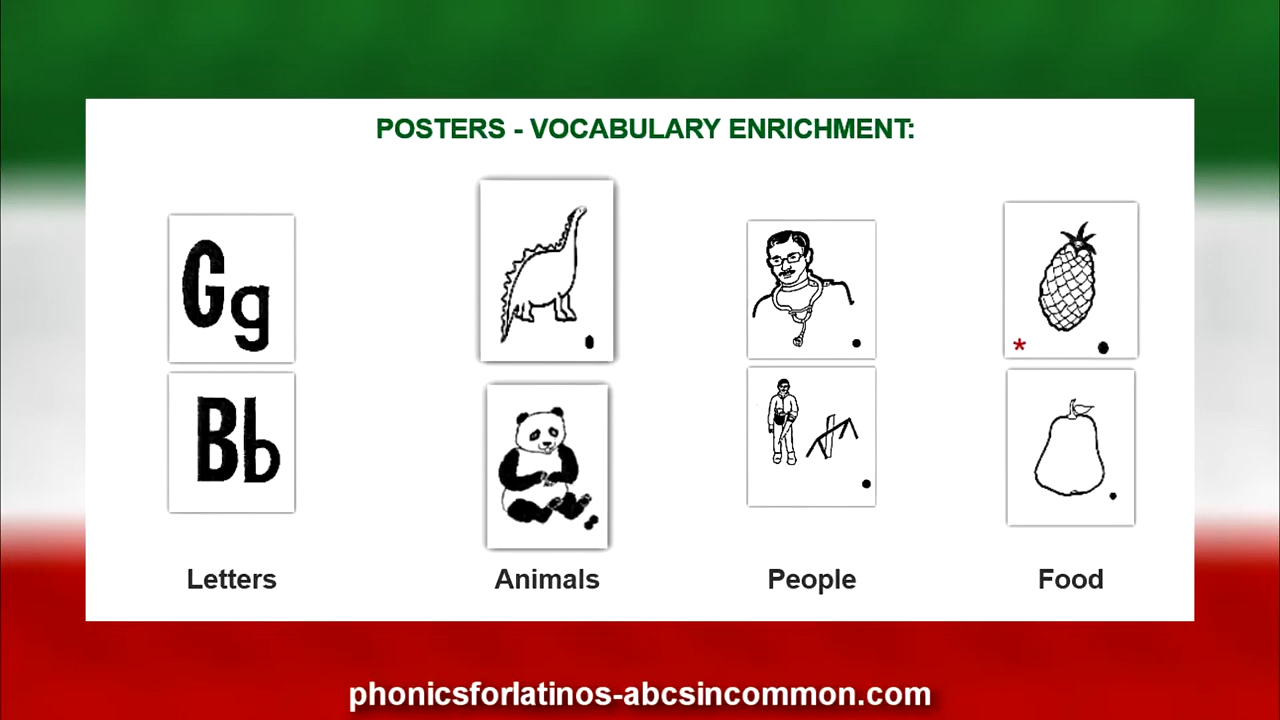 POSTERS - VOCABULARY ENRICHMENT:
Gg
Bb
*
Letters
Animals
People
Food
phonicsforlatinos-abcsincommon.com